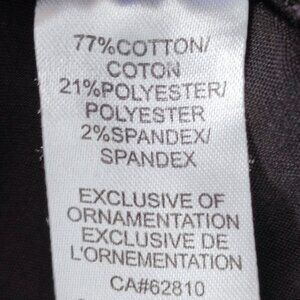 77%COTTON/
COTON
21%POLYESTER/
POLYESTER
2%SPANDEX/
SPANDEX
EXCLUSIVE OF
ORNAMENTATION
EXCLUSIVE DE
L'ORNEMENTATION
CA#62810